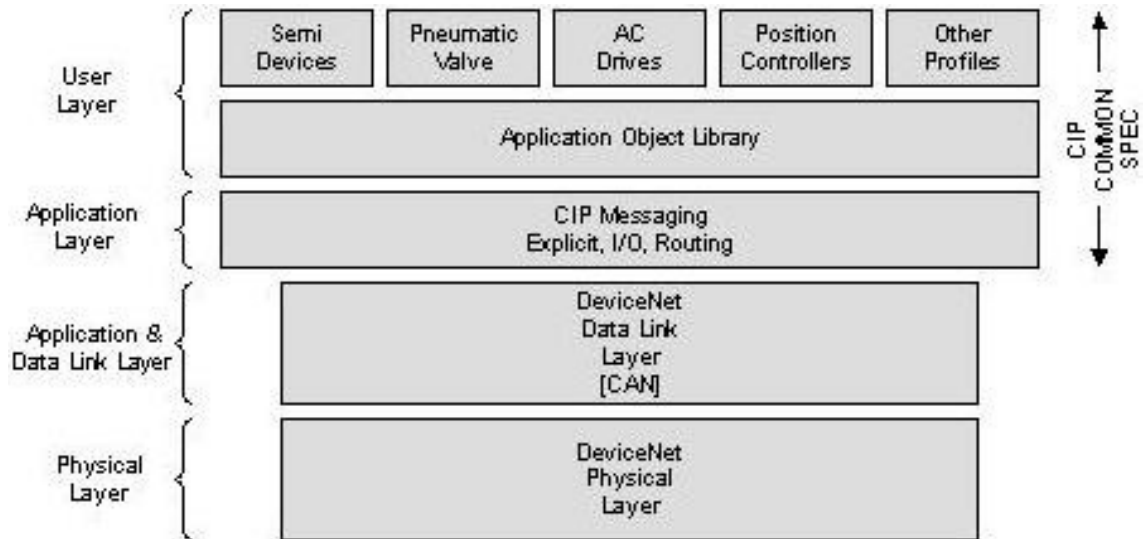 Semi
Devices
Pneumatic
Valve
AC
Drives
Position
Controllers
Other
Profiles
User
Layer
Application Object Library
CIP
COMMON
SPEC
Application
Layer
CIP Messaging
Explicit, I/O, Routing
Application &
Data Link Layer
DeviceNet
Data Link
Layer
[CAN]
Physical
Layer
DeviceNet
Physical
Layer